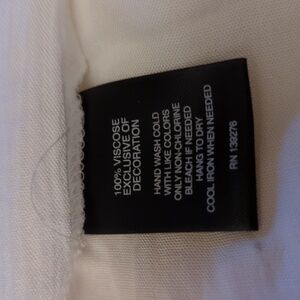 100% VISCOSE
EXCLUSIVE OF
DECORATION
HAND WASH COLD
WITH LIKE COLORS
ONLY NON-CHLORINE
BLEACH IF NEEDED
HANG TO DRY
COOL IRON WHEN NEEDED
RN 139276